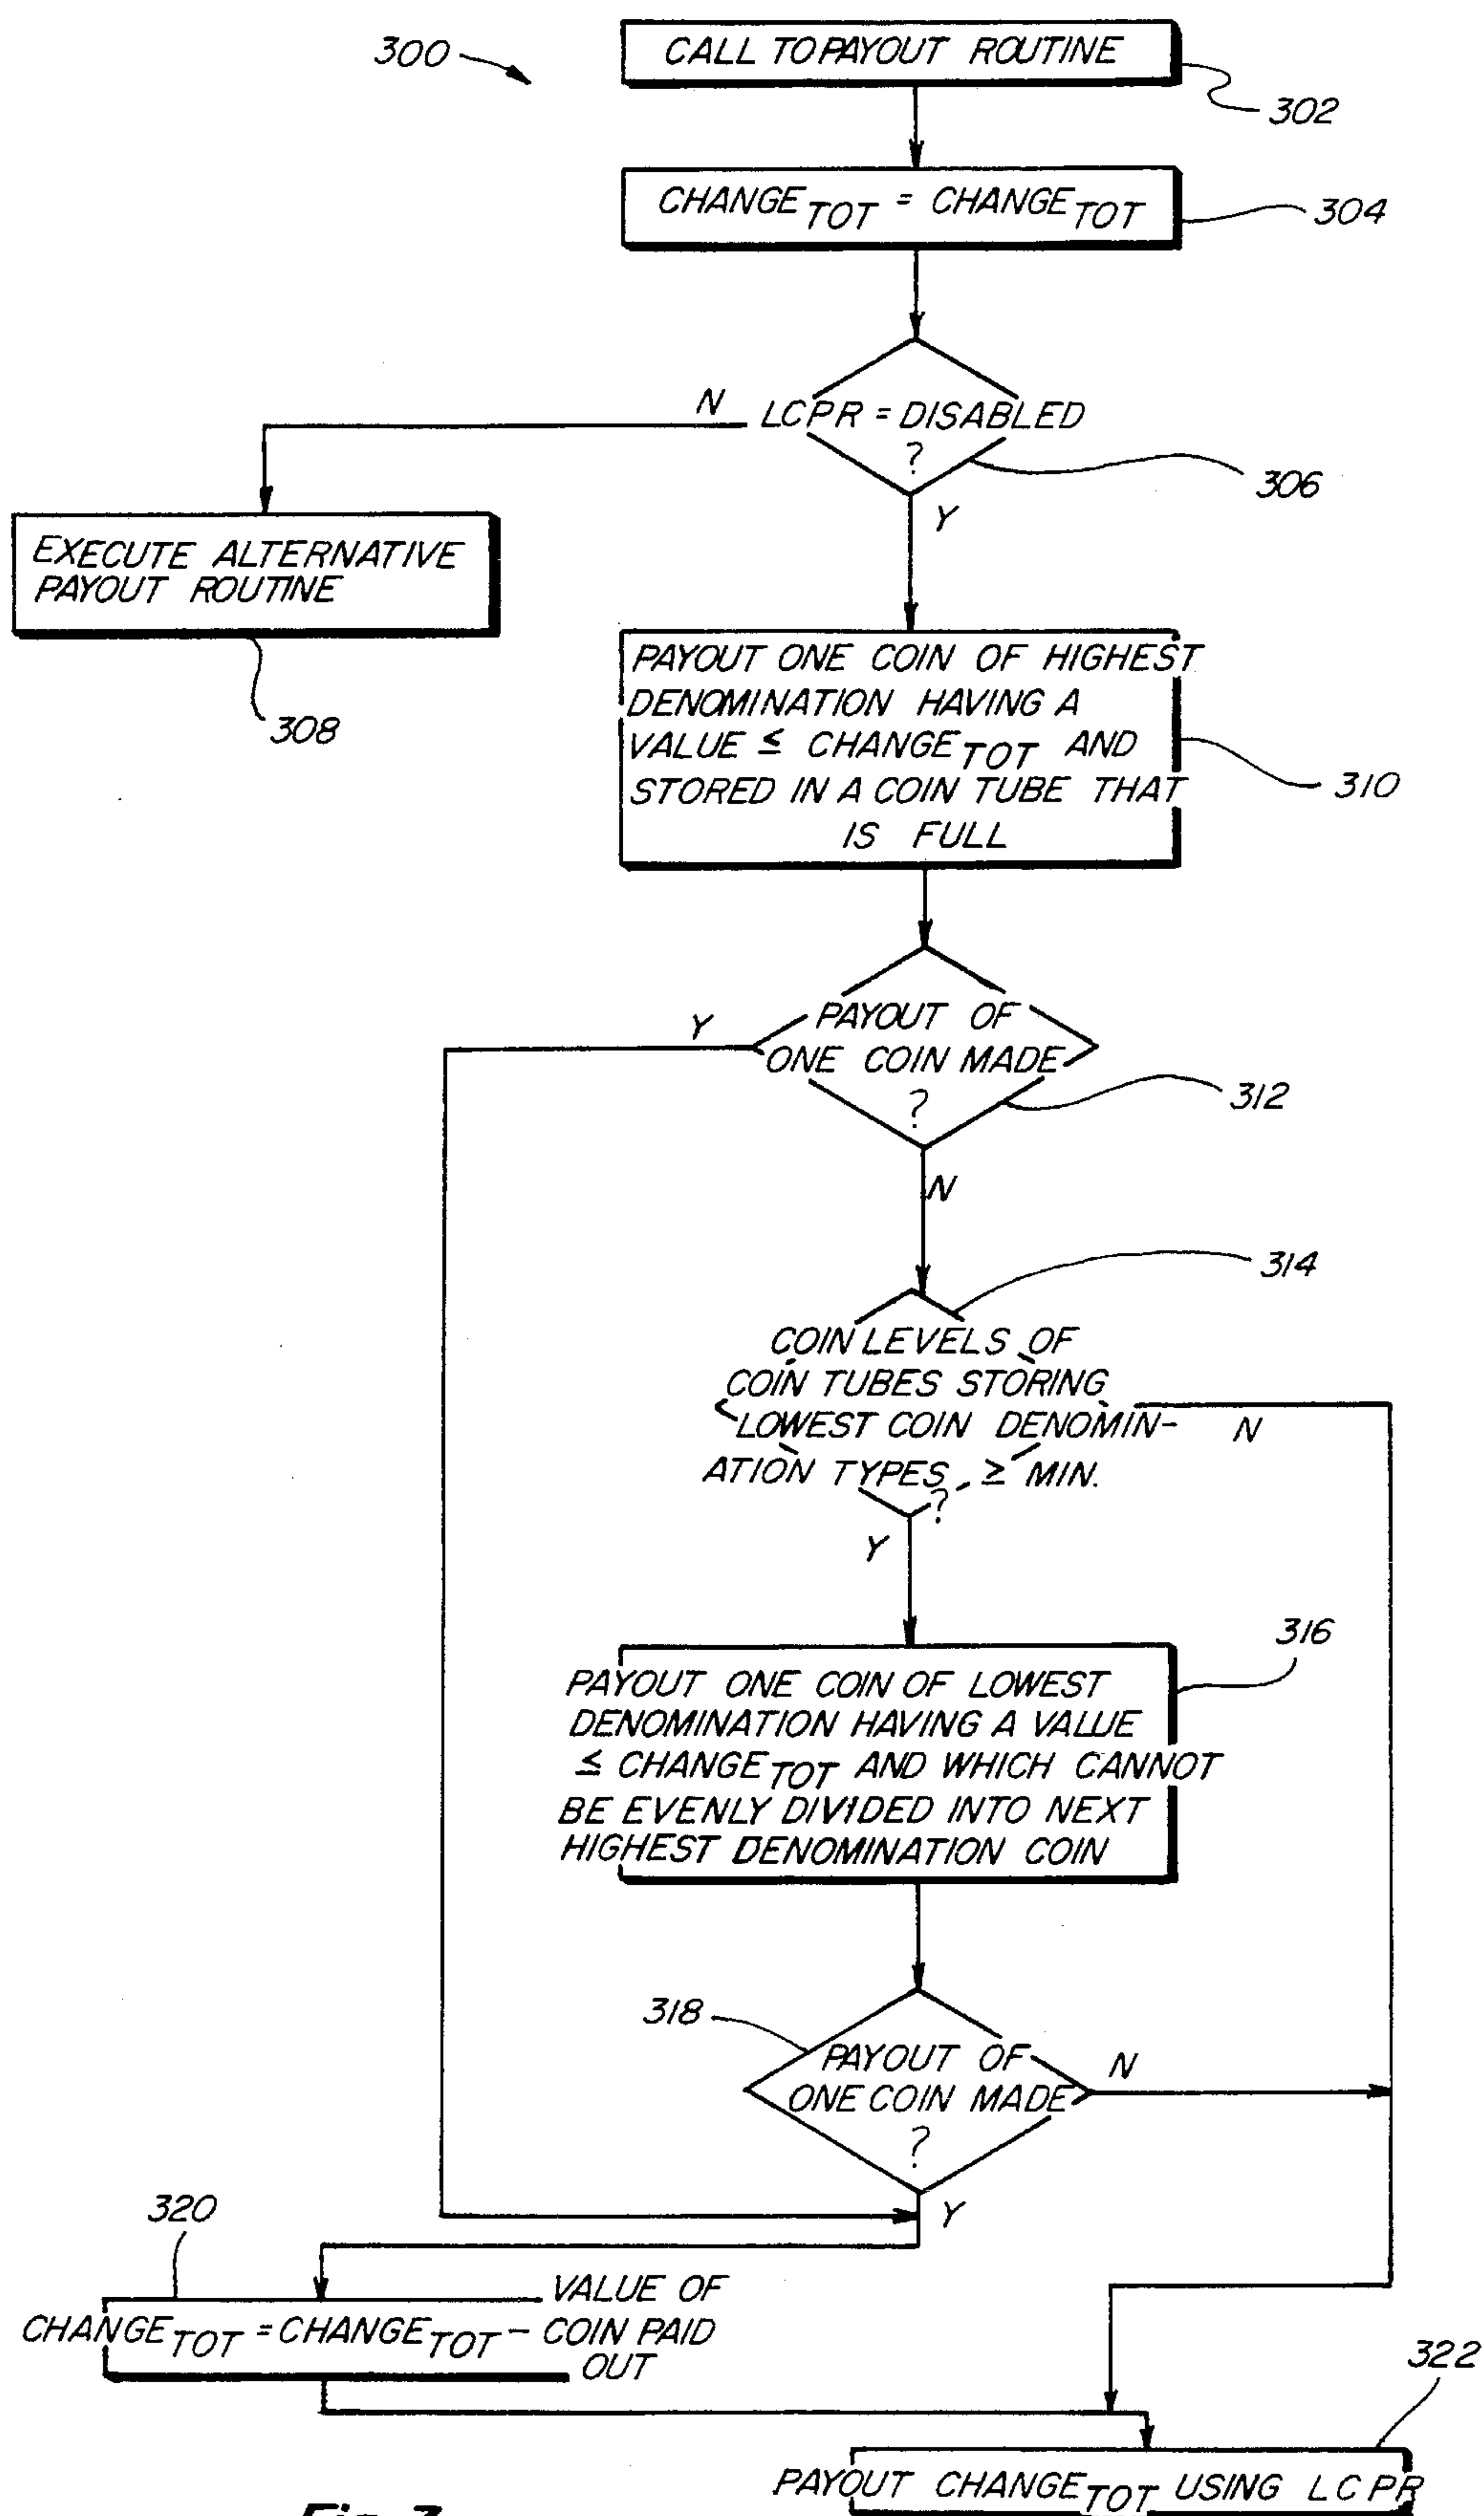 300
CALL TO PAYOUT ROUTINE
302
CHANGE TOT = CHANGE TOT
304
N
LCPR = DISABLED
?
306
Y
EXECUTE ALTERNATIVE
PAYOUT ROUTINE
308
PAYOUT ONE COIN OF HIGHEST
DENOMINATION HAVING A
VALUE ≤ CHANGE TOT AND
STORED IN A COIN TUBE THAT
IS FULL
310
PAYOUT OF
ONE COIN MADE
?
Y
312
N
314
COIN LEVELS OF
COIN TUBES STORING
LOWEST COIN DENOMIN-
ATION TYPES, ≥ MIN.
?
N
Y
316
PAYOUT ONE COIN OF LOWEST
DENOMINATION HAVING A VALUE
≤ CHANGE TOT AND WHICH CANNOT
BE EVENLY DIVIDED INTO NEXT
HIGHEST DENOMINATION COIN
318
PAYOUT OF
ONE COIN MADE
?
N
Y
320
VALUE OF
CHANGE TOT = CHANGE TOT - COIN PAID
OUT
322
PAYOUT CHANGE TOT USING LCPR